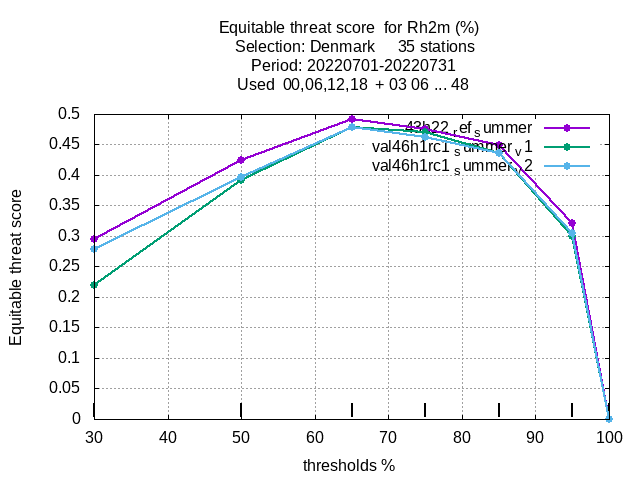 Equitable threat score for Rh2m (%)
Selection: Denmark 35 stations
Period: 20220701-20220731
Used 00,06,12,18 + 03 06 ... 48
0.5
0.45
0.4
0.35
0.3
0.25
0.2
0.15
0.1
0.05
0
Equitable threat score
43h22_ref_summer
val46h1rc1_summer_v1
val46h1rc1_summer_v2
30 40 50 60 70 80 90 100
thresholds %